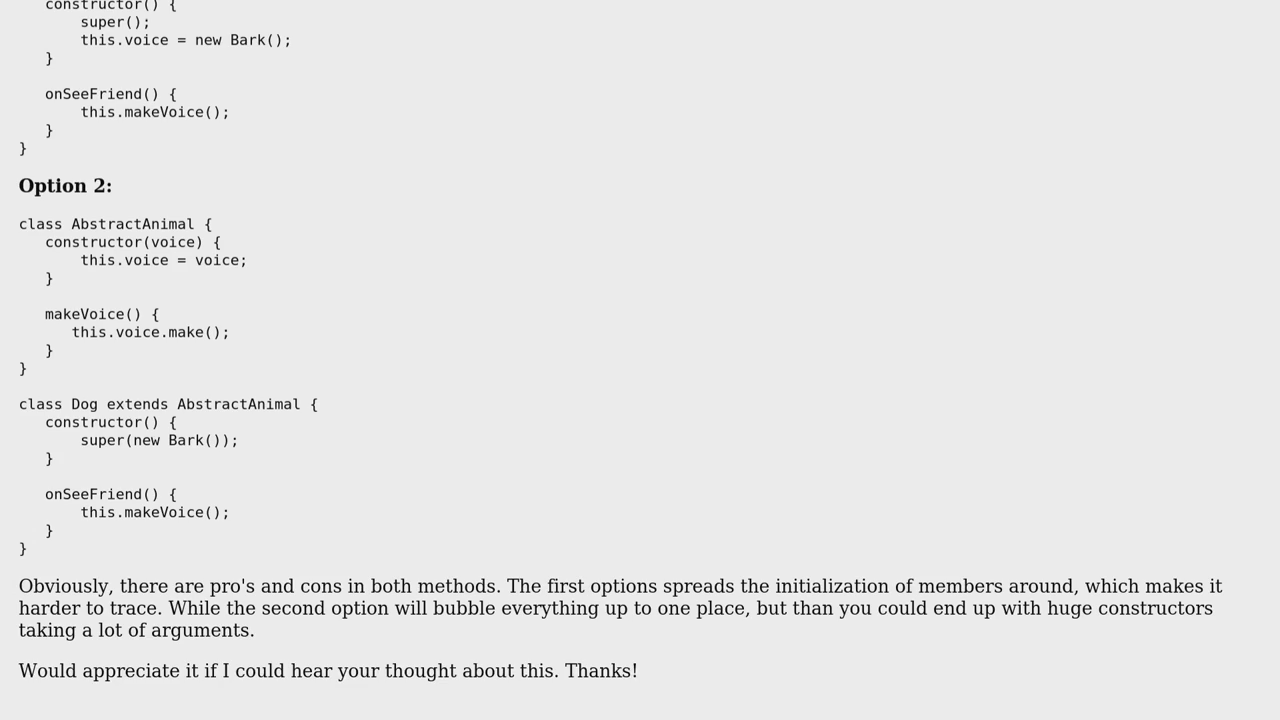 constructor() {
super();
this.voice = new Bark();
}
onSeeFriend() {
this.makeVoice();
}
}
Option 2:
class AbstractAnimal {
constructor(voice) {
this.voice = voice;
}
makeVoice() {
this.voice.make();
}
}
class Dog extends AbstractAnimal {
constructor() {
super(new Bark());
}
onSeeFriend() {
this.makeVoice();
}
}
Obviously, there are pro's and cons in both methods. The first options spreads the initialization of members around, which makes it
harder to trace. While the second option will bubble everything up to one place, but than you could end up with huge constructors
taking a lot of arguments.
Would appreciate it if I could hear your thought about this. Thanks!